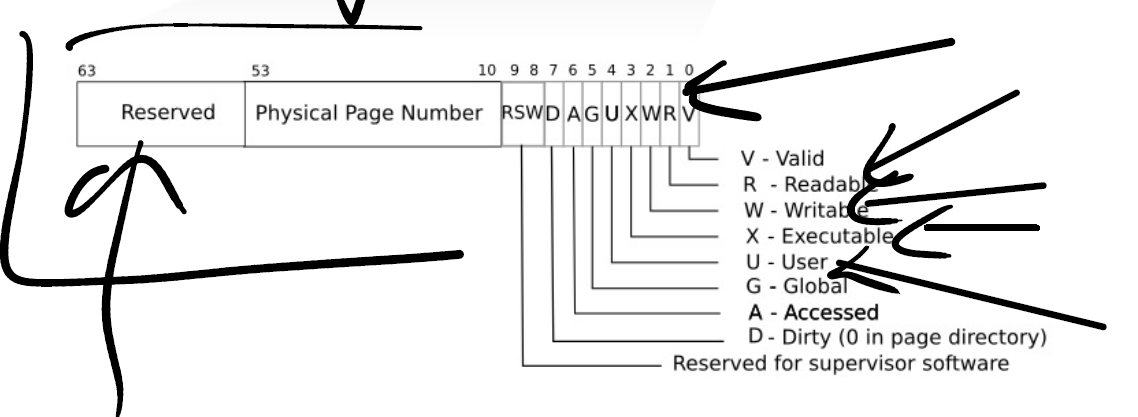 63 53 10 9 8 7 6 5 4 3 2 1 0
Reserved Physical Page Number RSW D A G U X W R V
V - Valid
R - Readable
W - Writable
X - Executable
U - User
G - Global
A - Accessed
D - Dirty (0 in page directory)
Reserved for supervisor software